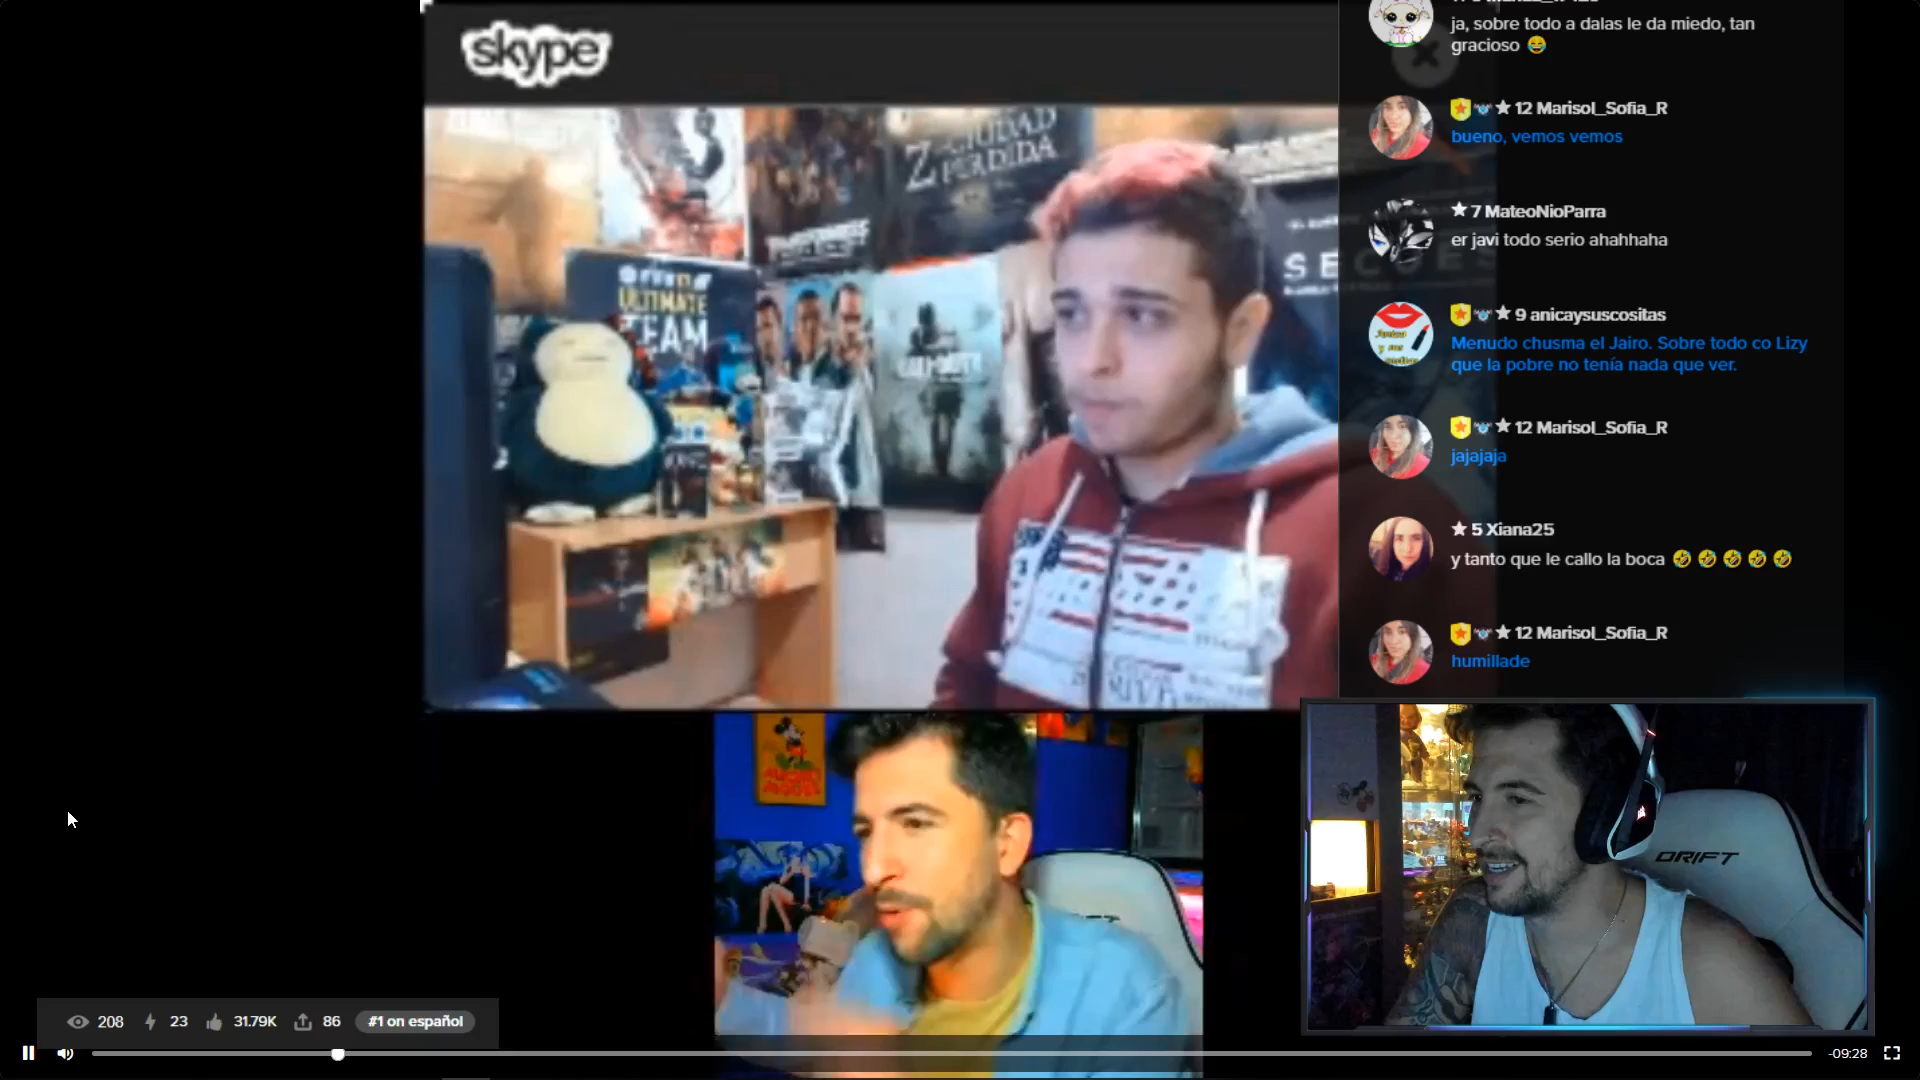 skype
Z CIUDAD
PERDIDA
ULTIMATE
TEAM
ja, sobre todo a dalas le da miedo, tan
gracioso 😂
12 Marisol_Sofia_R
bueno, vemos vemos
7 MateoNioParra
er javi todo serio ahahhaha
9 anicaysuscositas
Menudo chusma el Jairo. Sobre todo co Lizy
que la pobre no tenía nada que ver.
12 Marisol_Sofia_R
jajajaja
5 Xiana25
y tanto que le callo la boca 🤣🤣🤣🤣🤣
12 Marisol_Sofia_R
humillade
DRIFT
208 23 31.79K 86 #1 on español
-09:28